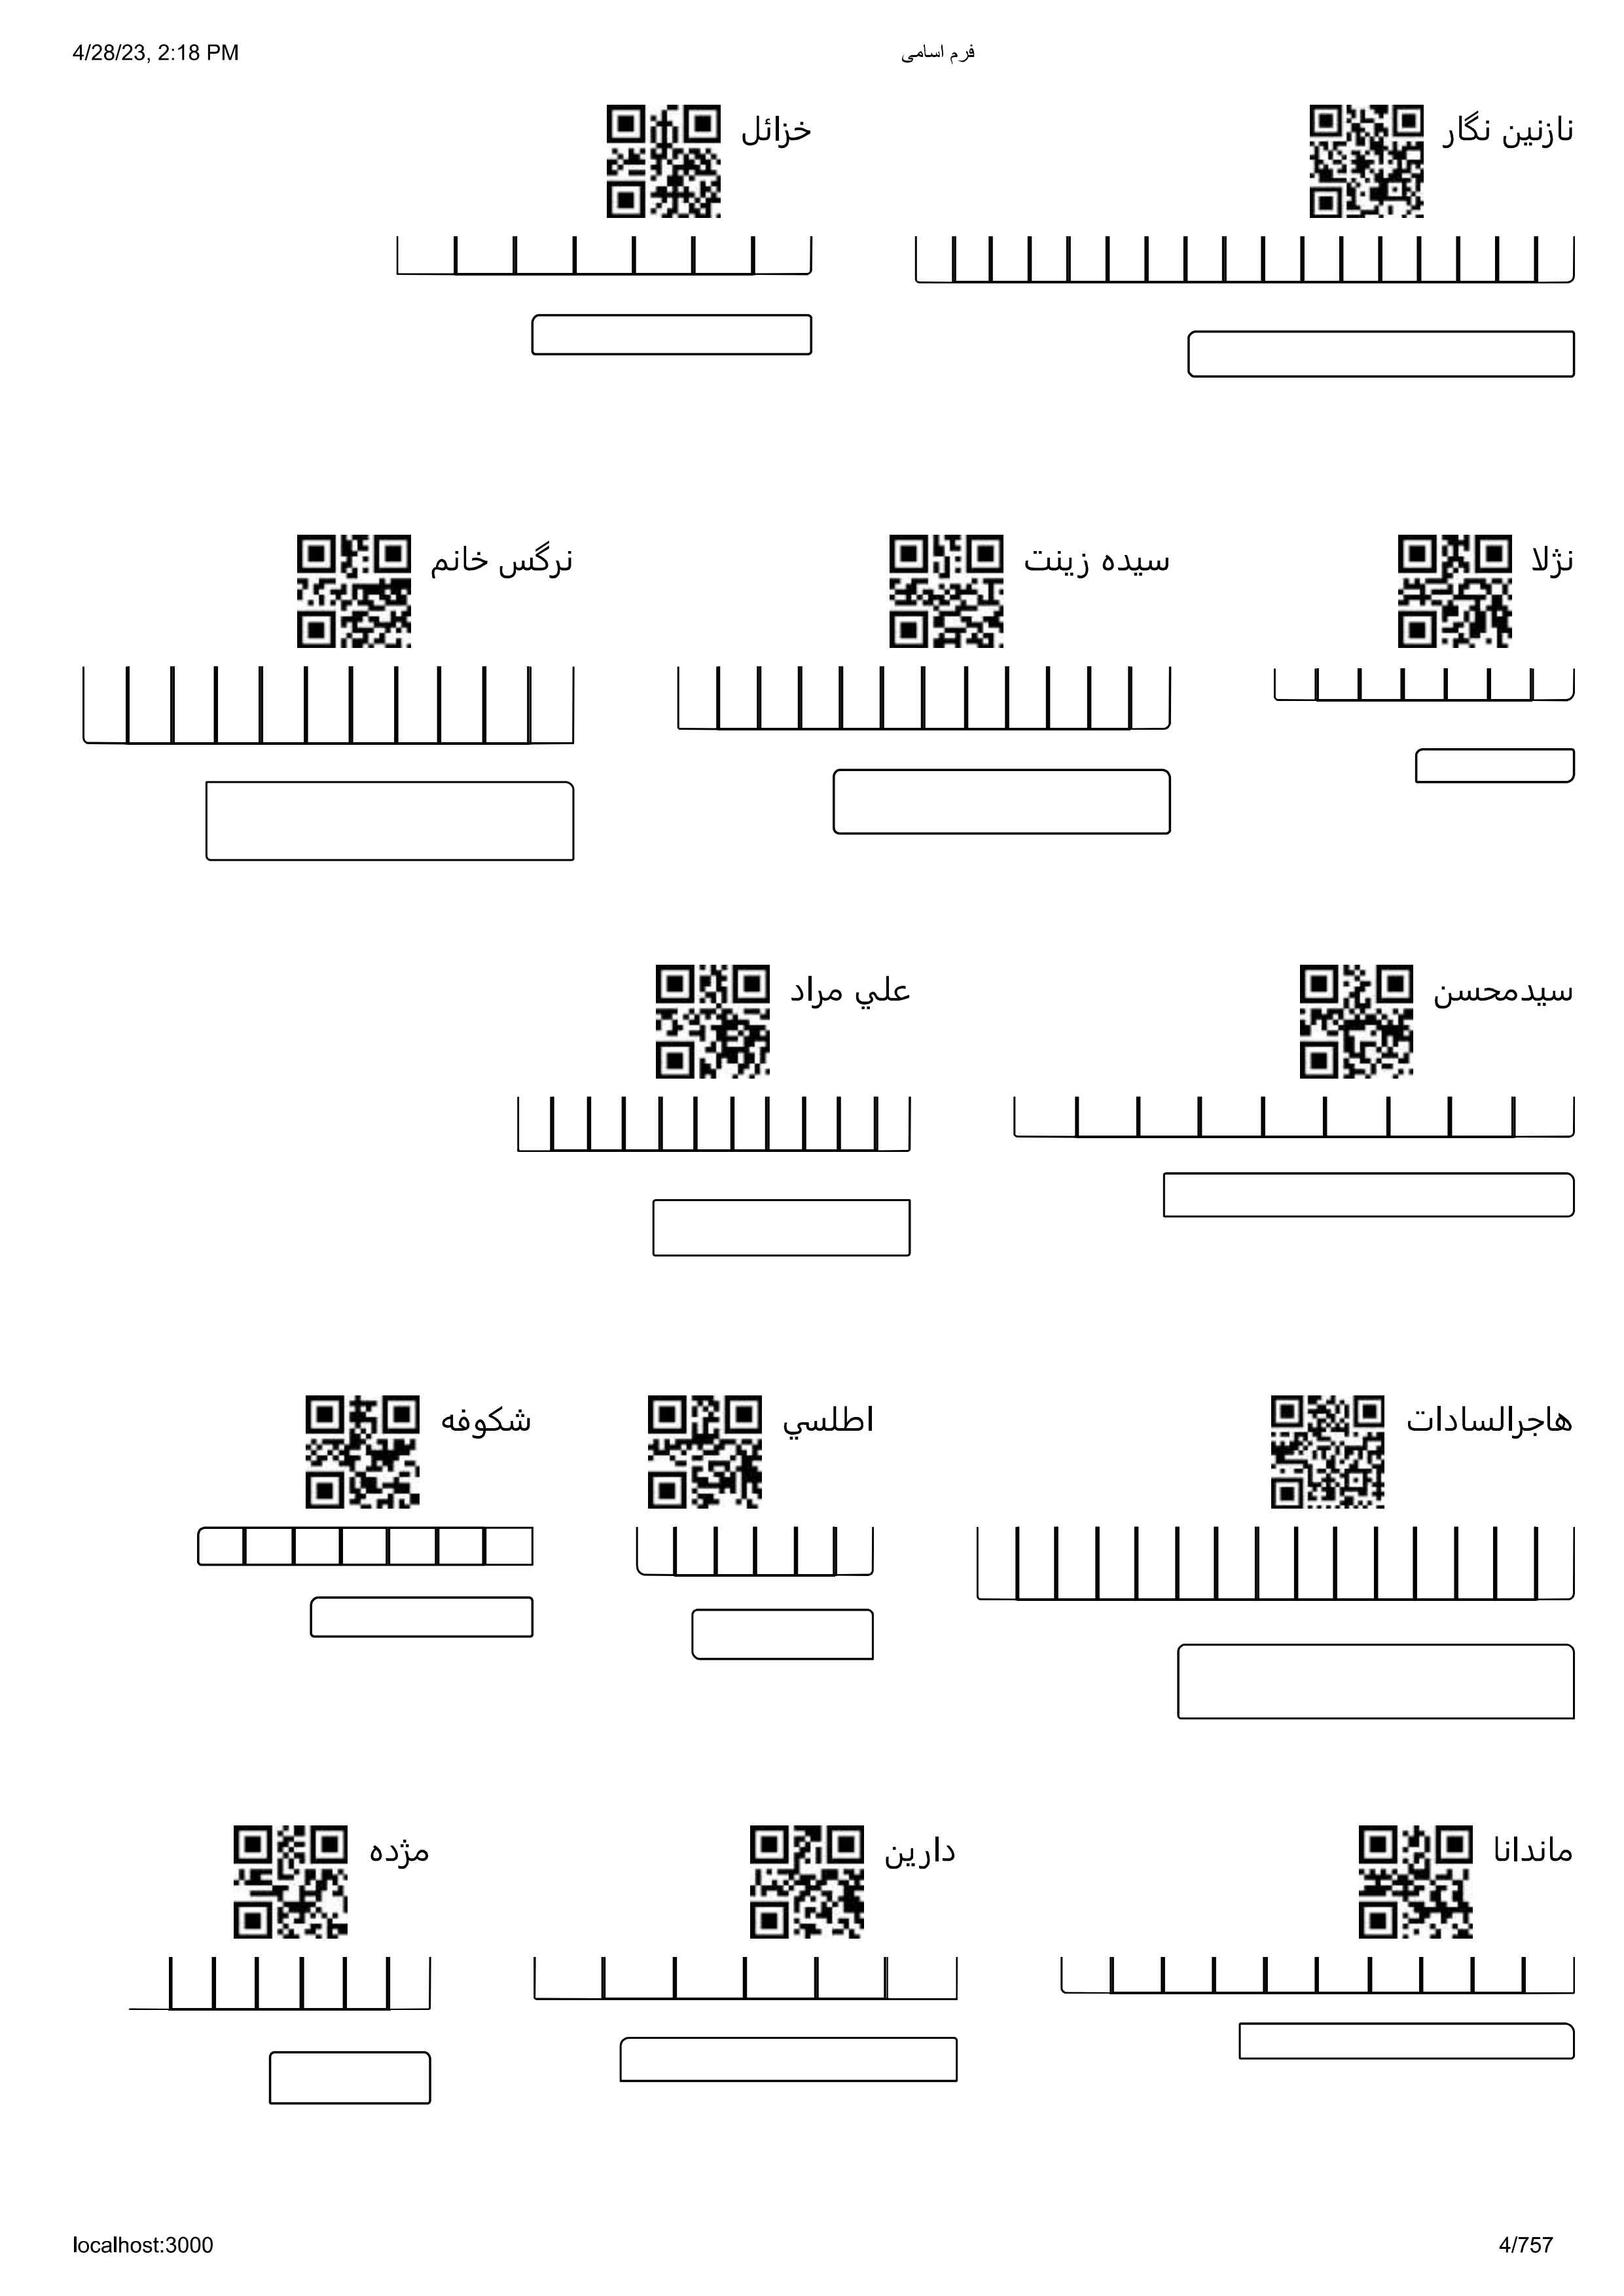 4/28/23, 2:18 PM فرم اسامی
نازنین نگار خزائل
نژلا سیده زینت نرگس خانم
سیدمحسن علي مراد
هاجرالسادات اطلسي شکوفه
ماندانا دارین مژده
localhost:3000 4/757